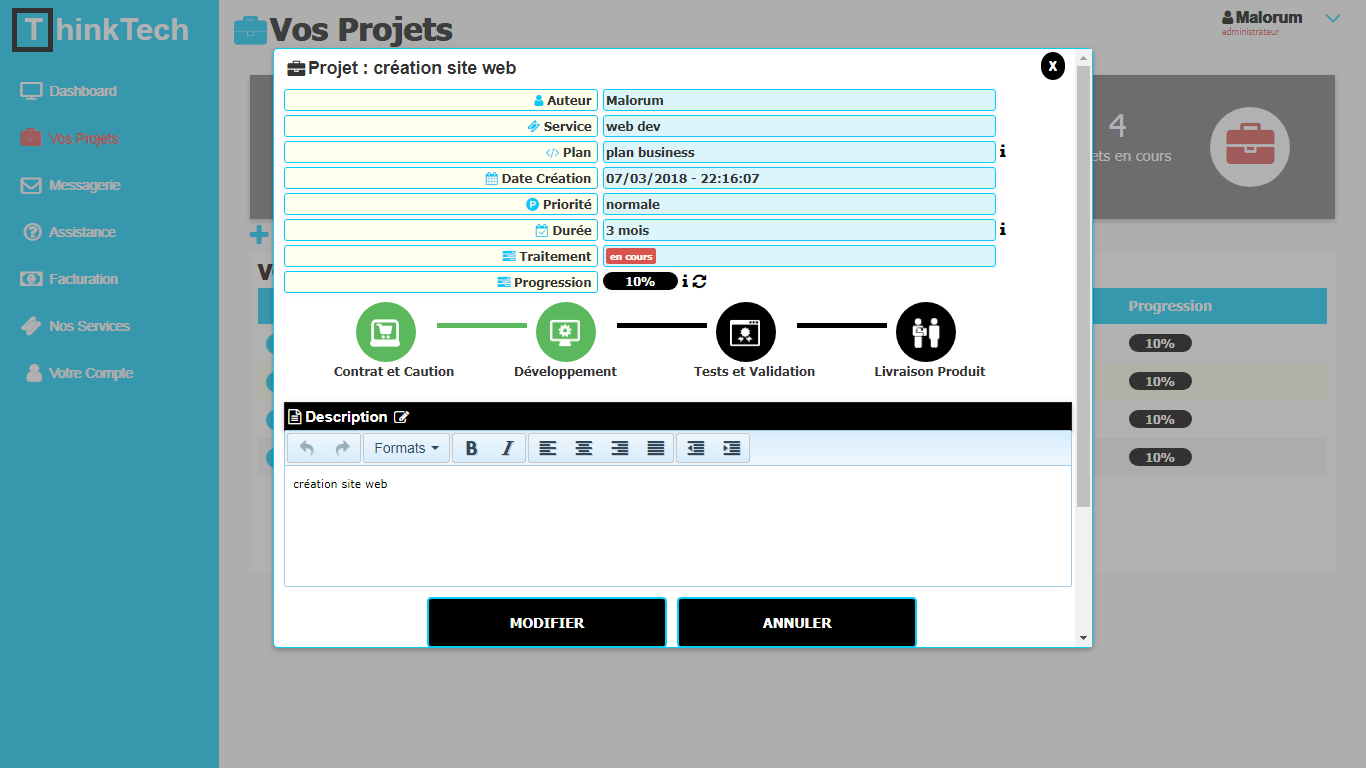 ThinkTech
Vos Projets
Malorum
administrateur
Dashboard
Vos Projets
Messagerie
Assistance
Facturation
Nos Services
Votre Compte
4
ets en cours
Projet : création site web
X
Auteur Malorum
Service web dev
Plan plan business
Date Création 07/03/2018 - 22:16:07
Priorité normale
Durée 3 mois
Traitement en cours
Progression 10%
Contrat et Caution Développement Tests et Validation Livraison Produit
Description
Formats B I
création site web
MODIFIER ANNULER
V
Progression
10%
10%
10%
10%